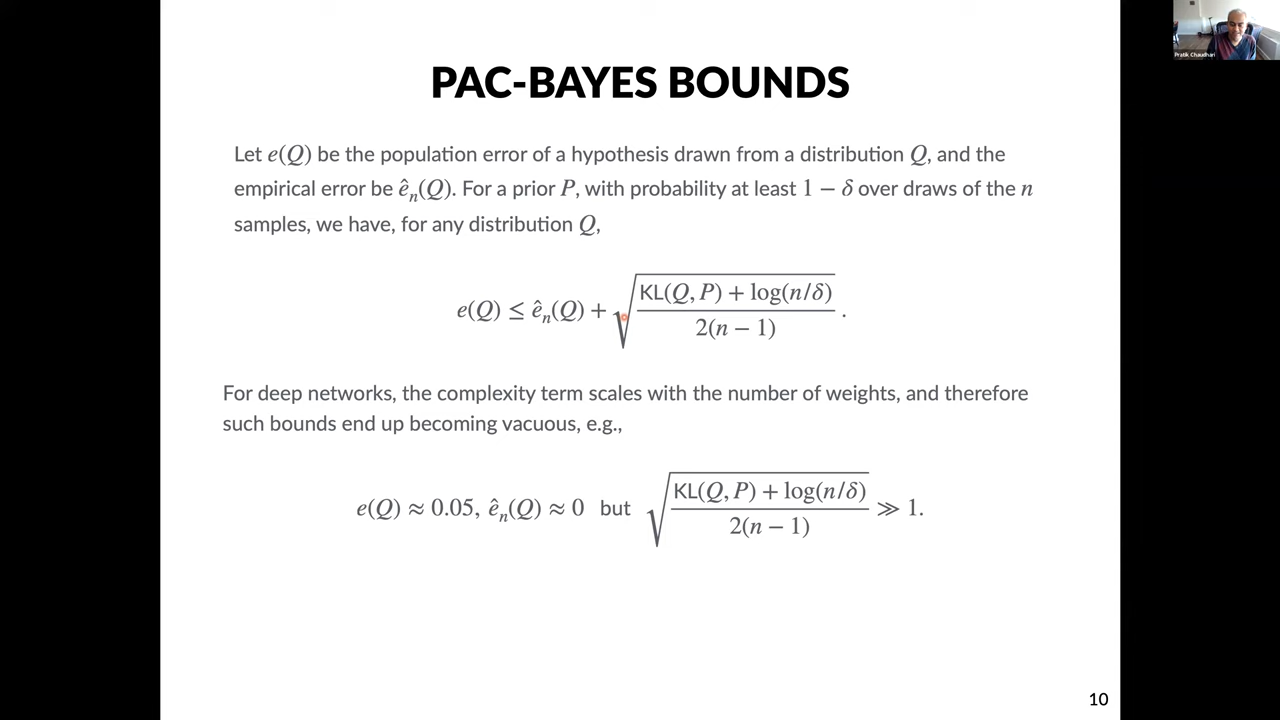 PAC-BAYES BOUNDS
Pratik Chaudhari
Let e(Q) be the population error of a hypothesis drawn from a distribution Q, and the
empirical error be ê_n(Q). For a prior P, with probability at least 1 − δ over draws of the n
samples, we have, for any distribution Q,
e(Q) ≤ ê_n(Q) + √((KL(Q, P) + log(n/δ)) / (2(n − 1))) .
For deep networks, the complexity term scales with the number of weights, and therefore
such bounds end up becoming vacuous, e.g.,
e(Q) ≈ 0.05, ê_n(Q) ≈ 0 but √((KL(Q, P) + log(n/δ)) / (2(n − 1))) ≫ 1.
10